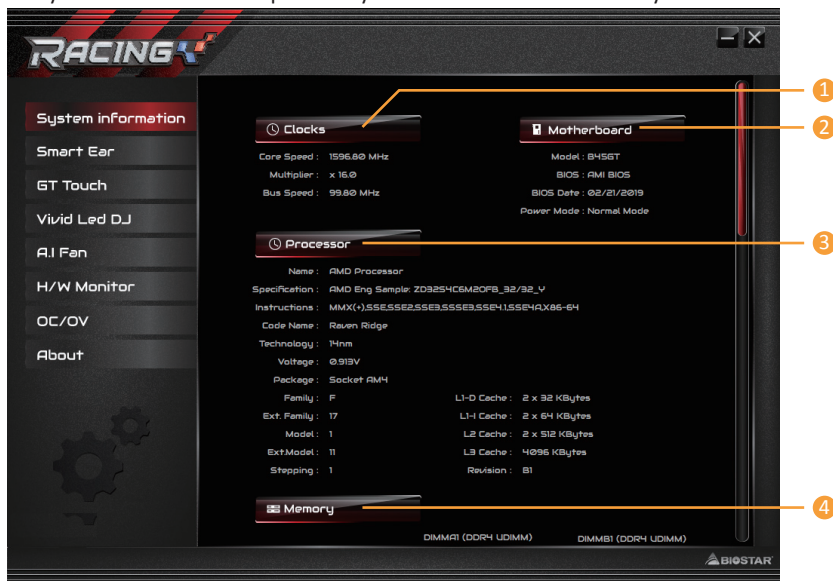 RACING
System information
Smart Ear
GT Touch
Vivid Led DJ
A.I Fan
H/W Monitor
OC/OV
About
1
Clocks
Core Speed : 1596.80 MHz
Multiplier : x 16.0
Bus Speed : 99.80 MHz
2
Motherboard
Model : B45GT
BIOS : AMI BIOS
BIOS Date : 02/21/2019
Power Mode : Normal Mode
3
Processor
Name : AMD Processor
Specification : AMD Eng Sample: ZD32S4C6M2OFB_32/32_Y
Instructions : MMX(+),SSE,SSE2,SSE3,SSSE3,SSE4.1,SSE4A,X86-64
Code Name : Raven Ridge
Technology : 14nm
Voltage : 0.913V
Package : Socket AM4
Family : F
Ext. Family : 17
Model : 1
Ext.Model : 11
Stepping : 1
L1-D Cache : 2 x 32 KBytes
L1-I Cache : 2 x 64 KBytes
L2 Cache : 2 x 512 KBytes
L3 Cache : 4096 KBytes
Revision : B1
4
Memory
DIMMA1 (DDR4 UDIMM) DIMMB1 (DDR4 UDIMM)
BIOSTAR